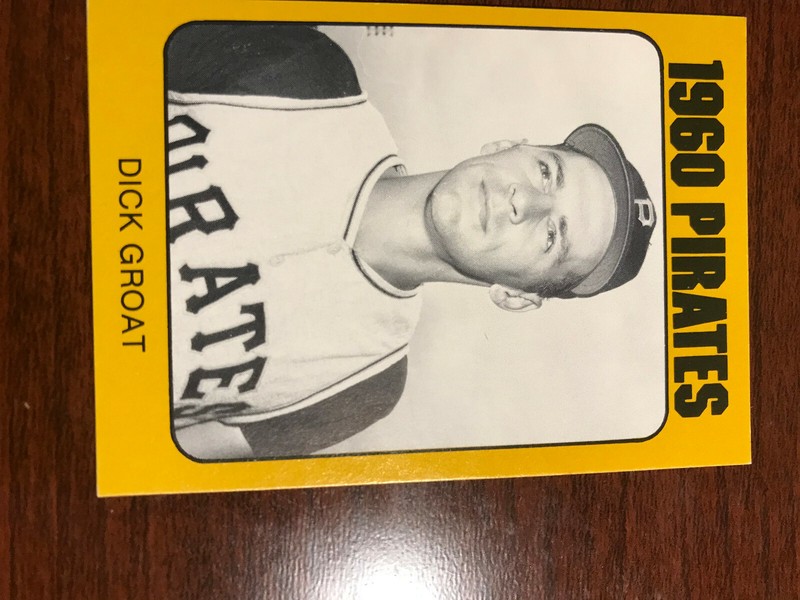 1960 PIRATES
P
PIRATES
DICK GROAT